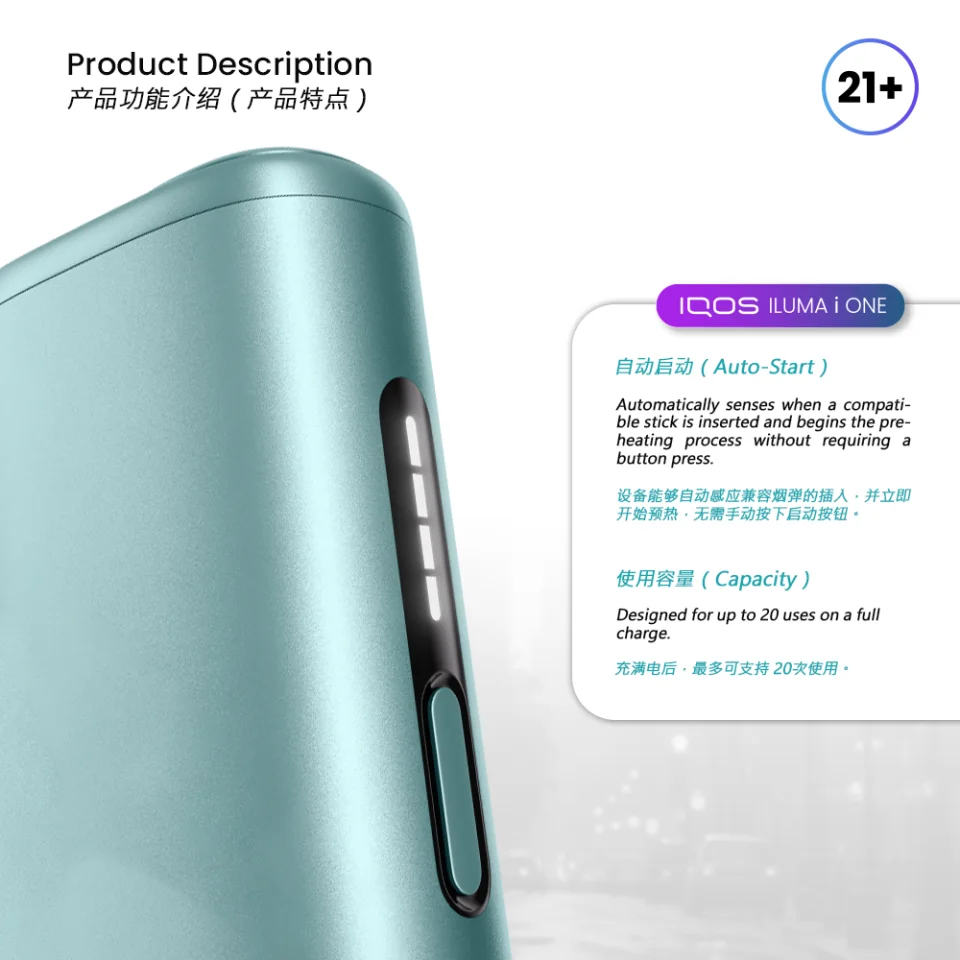 Product Description
产品功能介绍 ( 产品特点 )
21+
IQOS ILUMA i ONE
自动启动 ( Auto-Start )
Automatically senses when a compati-
ble stick is inserted and begins the pre-
heating process without requiring a
button press.
设备能够自动感应兼容烟弹的插入，并立即
开始预热，无需手动按下启动按钮。
使用容量 ( Capacity )
Designed for up to 20 uses on a full
charge.
充满电后，最多可支持 20次使用。